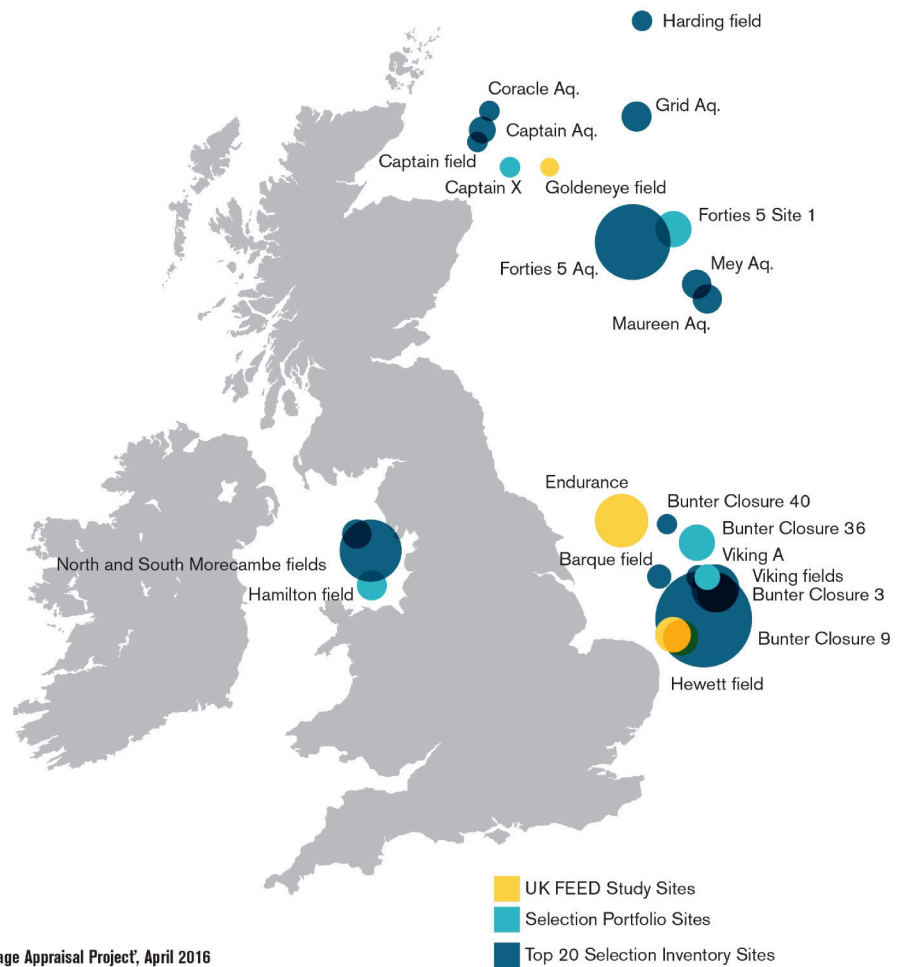 Harding field
Coracle Aq.
Grid Aq.
Captain Aq.
Captain field
Captain X
Goldeneye field
Forties 5 Site 1
Forties 5 Aq.
Mey Aq.
Maureen Aq.
Endurance
Bunter Closure 40
Bunter Closure 36
Barque field
Viking A
North and South Morecambe fields
Viking fields
Hamilton field
Bunter Closure 3
Bunter Closure 9
Hewett field
UK FEED Study Sites
Selection Portfolio Sites
Top 20 Selection Inventory Sites
age Appraisal Project', April 2016